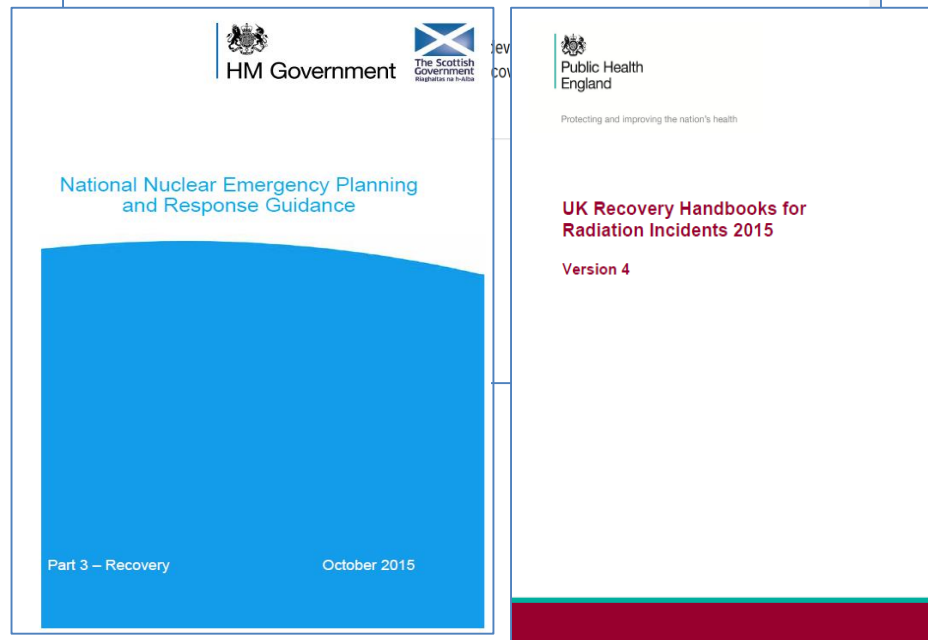 HM Government
The Scottish
Government
Riaghaltas na h-Alba
National Nuclear Emergency Planning
and Response Guidance
Part 3 – Recovery
October 2015
Public Health
England
Protecting and improving the nation's health
UK Recovery Handbooks for
Radiation Incidents 2015
Version 4